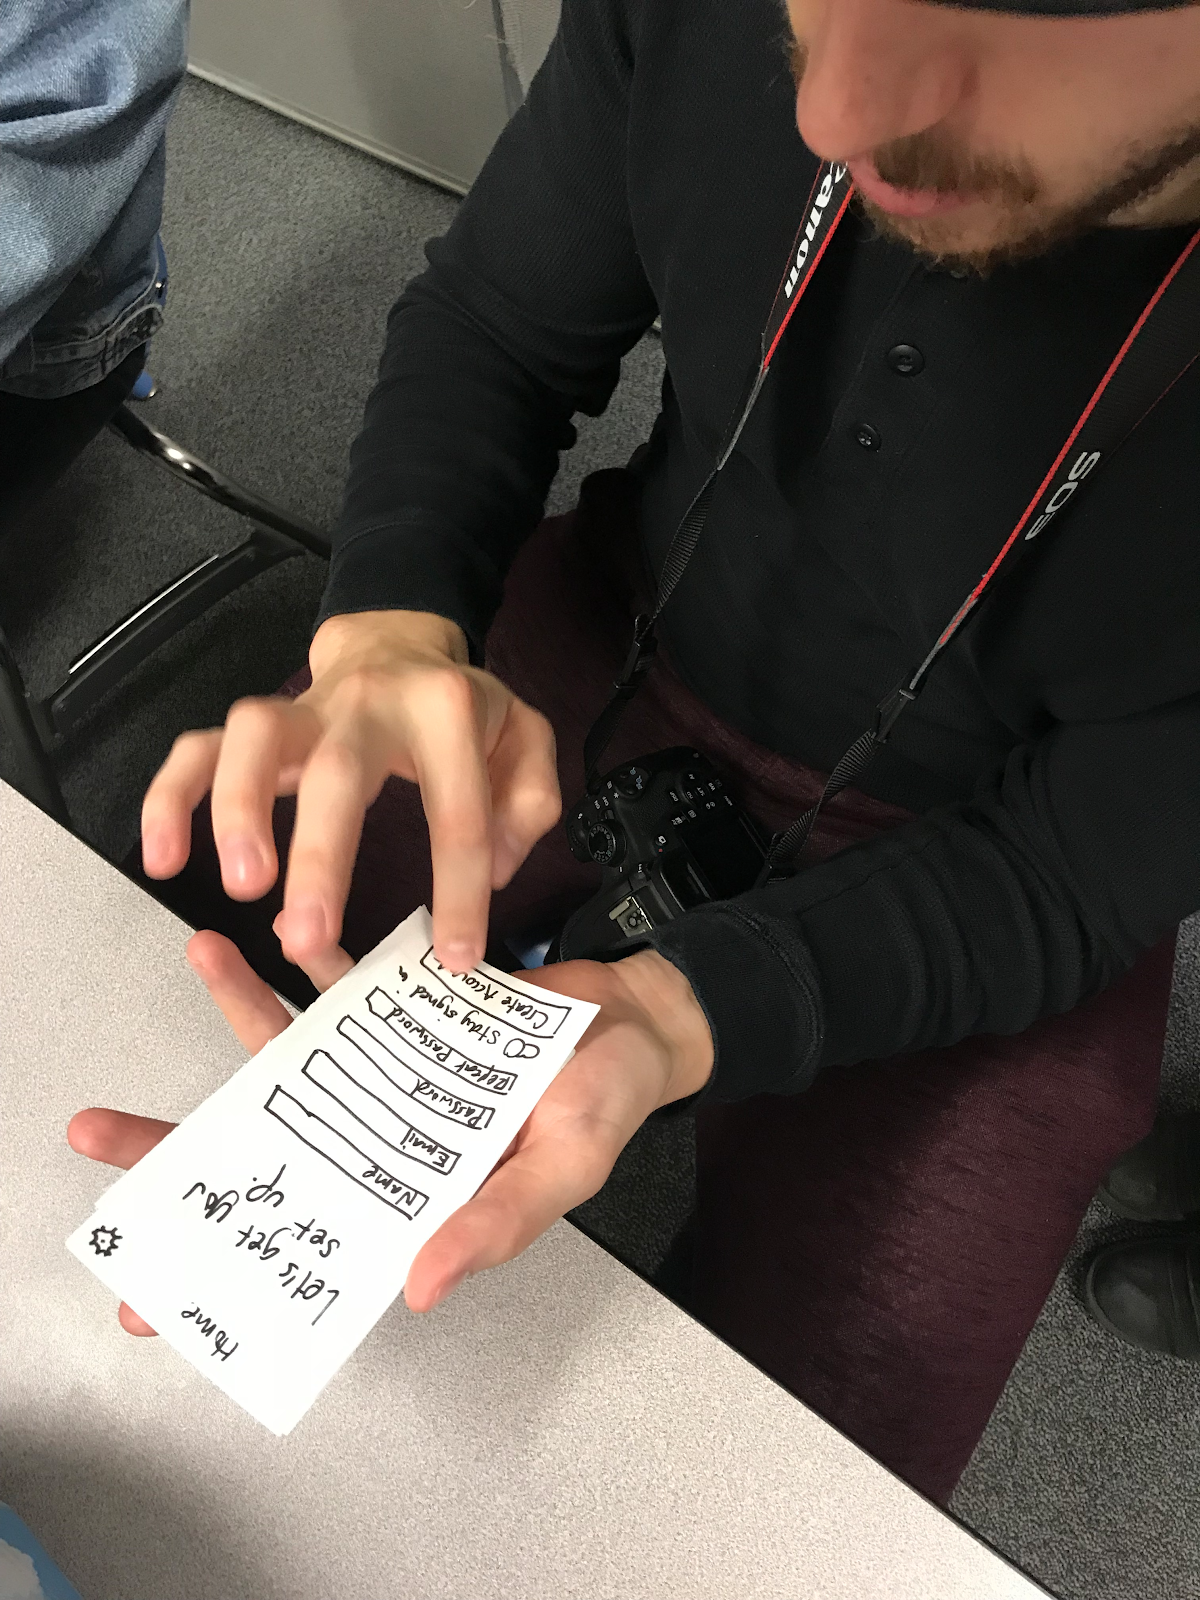 Home
Let's get you
set up.
Name
Email
Password
Repeat Password
Stay signed in
Create Account
Canon
EOS